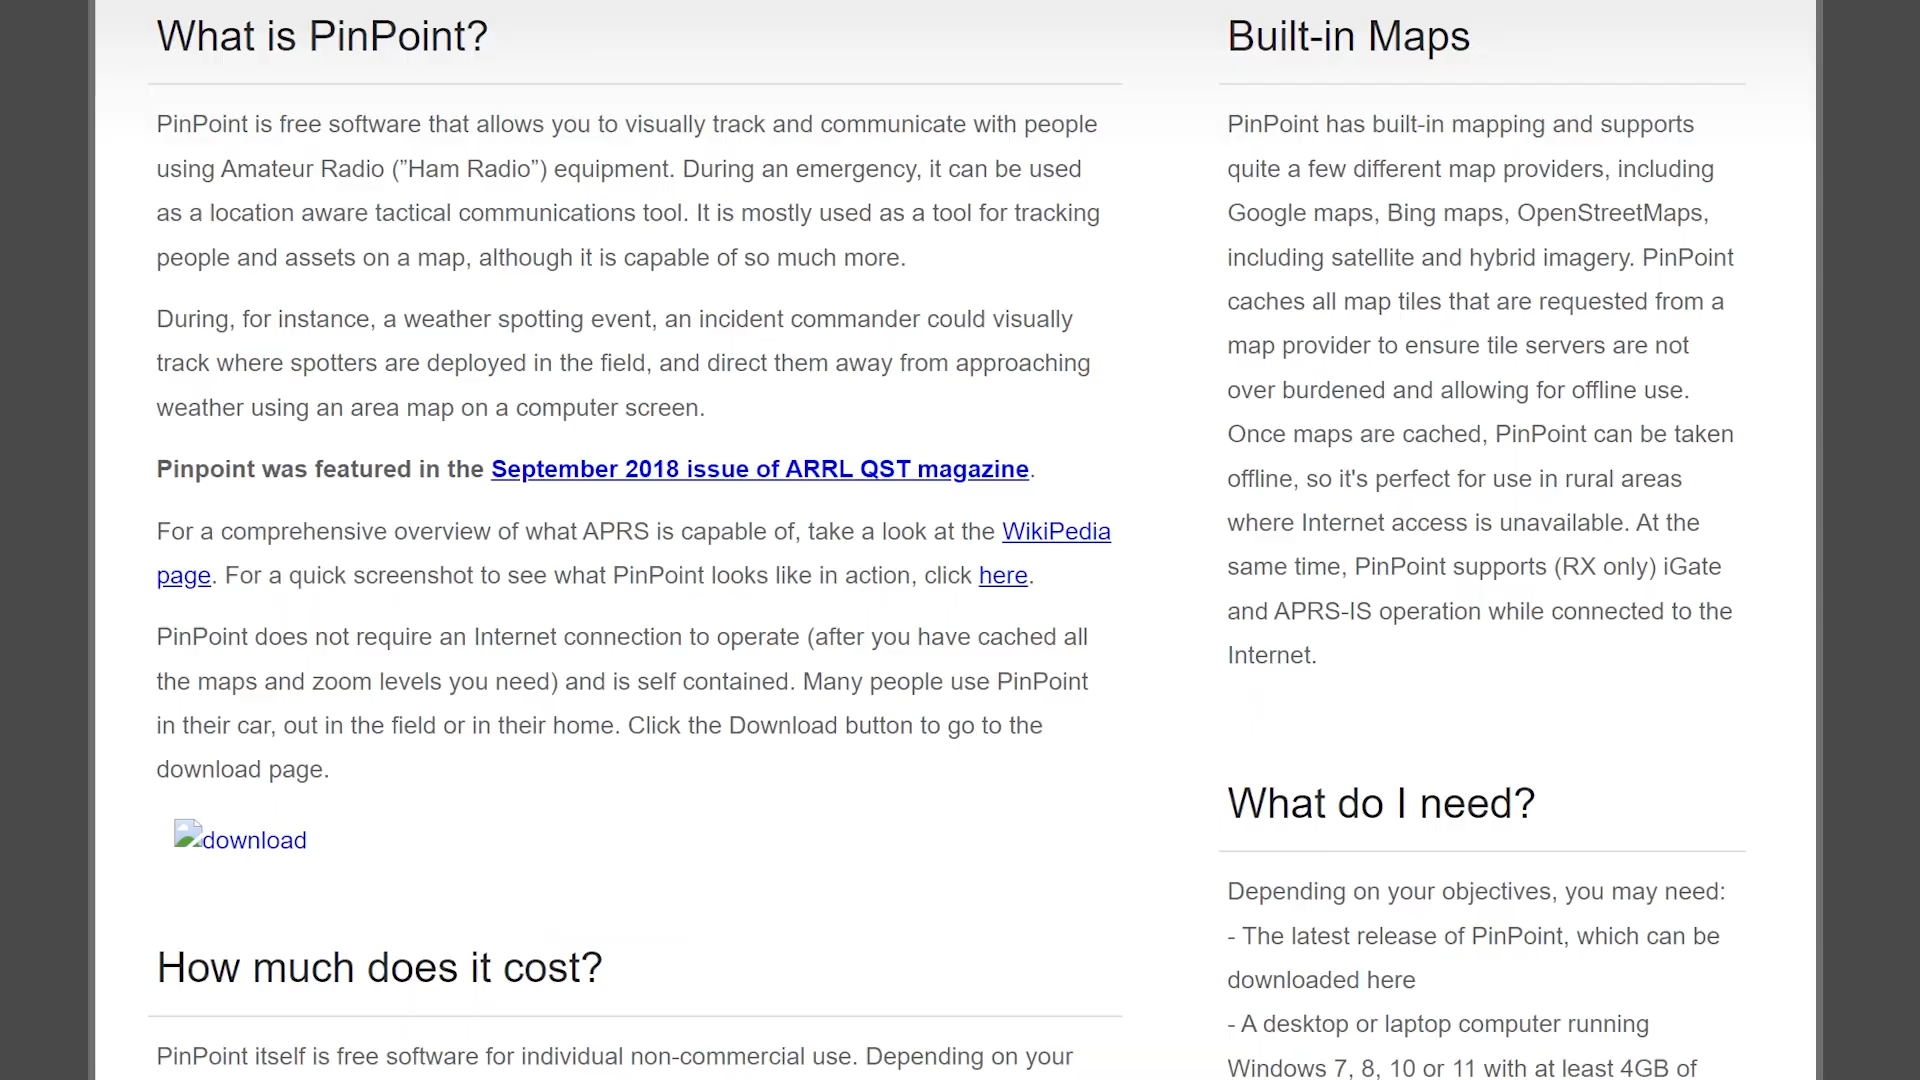 What is PinPoint?
PinPoint is free software that allows you to visually track and communicate with people
using Amateur Radio (”Ham Radio”) equipment. During an emergency, it can be used
as a location aware tactical communications tool. It is mostly used as a tool for tracking
people and assets on a map, although it is capable of so much more.
During, for instance, a weather spotting event, an incident commander could visually
track where spotters are deployed in the field, and direct them away from approaching
weather using an area map on a computer screen.
Pinpoint was featured in the September 2018 issue of ARRL QST magazine.
For a comprehensive overview of what APRS is capable of, take a look at the WikiPedia
page. For a quick screenshot to see what PinPoint looks like in action, click here.
PinPoint does not require an Internet connection to operate (after you have cached all
the maps and zoom levels you need) and is self contained. Many people use PinPoint
in their car, out in the field or in their home. Click the Download button to go to the
download page.
download
How much does it cost?
PinPoint itself is free software for individual non-commercial use. Depending on your
Built-in Maps
PinPoint has built-in mapping and supports
quite a few different map providers, including
Google maps, Bing maps, OpenStreetMaps,
including satellite and hybrid imagery. PinPoint
caches all map tiles that are requested from a
map provider to ensure tile servers are not
over burdened and allowing for offline use.
Once maps are cached, PinPoint can be taken
offline, so it's perfect for use in rural areas
where Internet access is unavailable. At the
same time, PinPoint supports (RX only) iGate
and APRS-IS operation while connected to the
Internet.
What do I need?
Depending on your objectives, you may need:
- The latest release of PinPoint, which can be
downloaded here
- A desktop or laptop computer running
Windows 7, 8, 10 or 11 with at least 4GB of